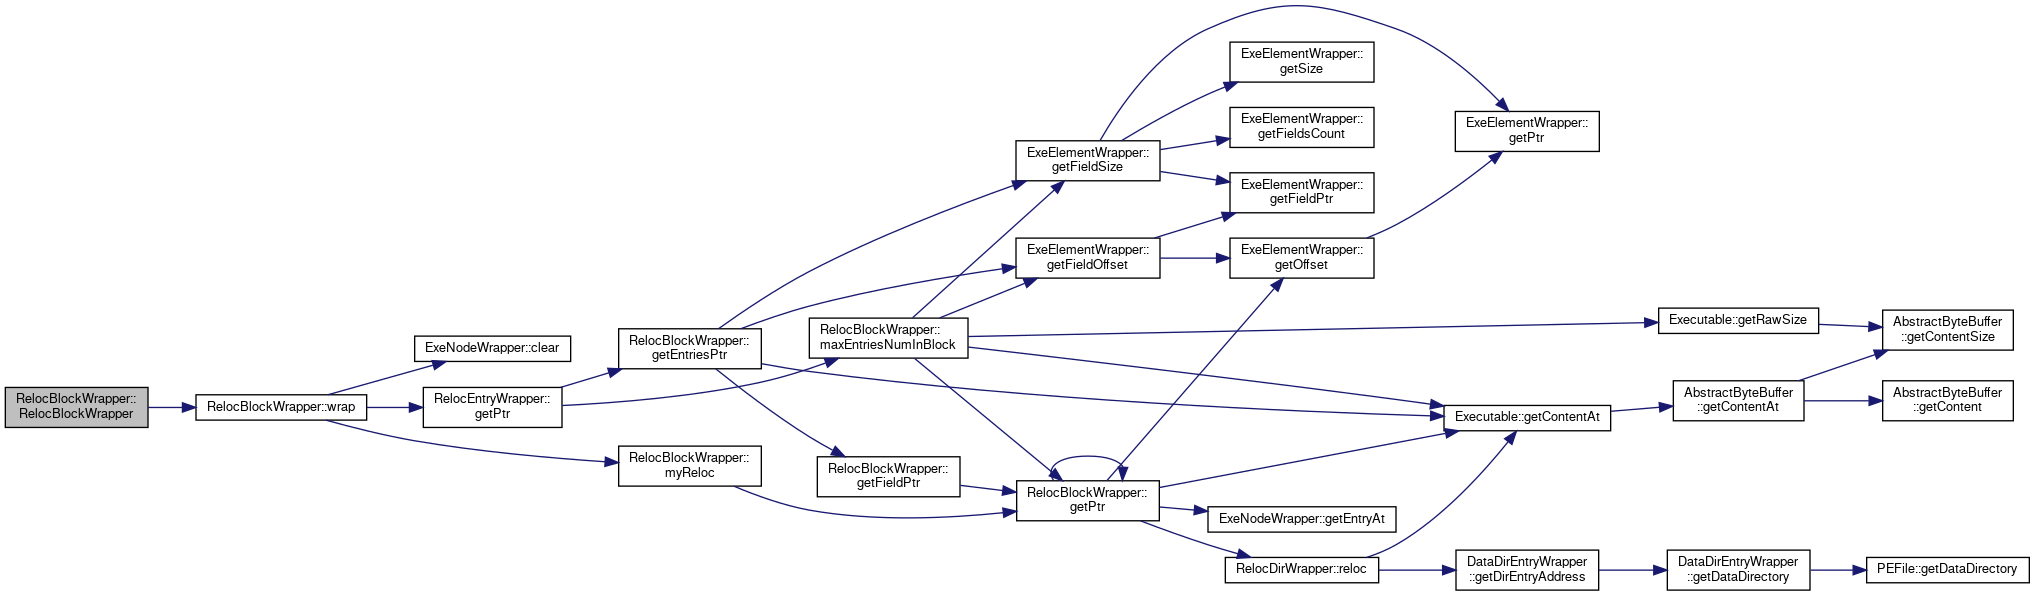 RelocBlockWrapper::
RelocBlockWrapper
RelocBlockWrapper::wrap
ExeNodeWrapper::clear
RelocEntryWrapper::
getPtr
RelocBlockWrapper::
getEntriesPtr
RelocBlockWrapper::
myReloc
RelocBlockWrapper::
maxEntriesNumInBlock
RelocBlockWrapper::
getFieldPtr
ExeElementWrapper::
getFieldSize
ExeElementWrapper::
getFieldOffset
RelocBlockWrapper::
getPtr
ExeElementWrapper::
getSize
ExeElementWrapper::
getFieldsCount
ExeElementWrapper::
getFieldPtr
ExeElementWrapper::
getOffset
ExeNodeWrapper::getEntryAt
RelocDirWrapper::reloc
ExeElementWrapper::
getPtr
Executable::getContentAt
DataDirEntryWrapper
::getDirEntryAddress
Executable::getRawSize
AbstractByteBuffer
::getContentAt
DataDirEntryWrapper
::getDataDirectory
AbstractByteBuffer
::getContentSize
AbstractByteBuffer
::getContent
PEFile::getDataDirectory